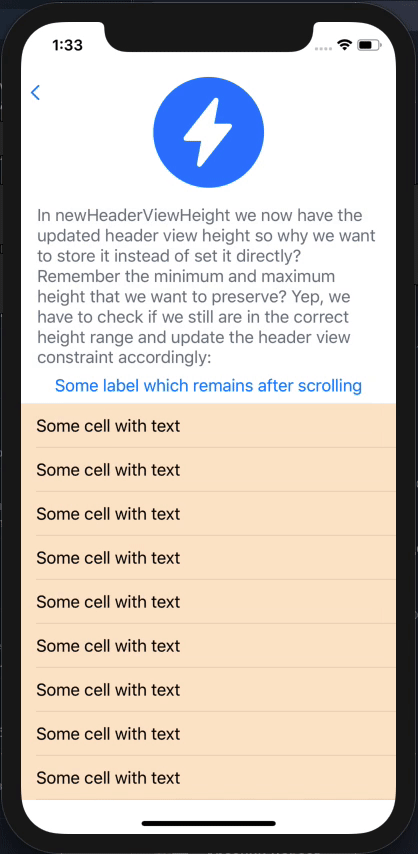 1:33
In newHeaderViewHeight we now have the
updated header view height so why we want
to store it instead of set it directly?
Remember the minimum and maximum
height that we want to preserve? Yep, we
have to check if we still are in the correct
height range and update the header view
constraint accordingly:
Some label which remains after scrolling
Some cell with text
Some cell with text
Some cell with text
Some cell with text
Some cell with text
Some cell with text
Some cell with text
Some cell with text
Some cell with text